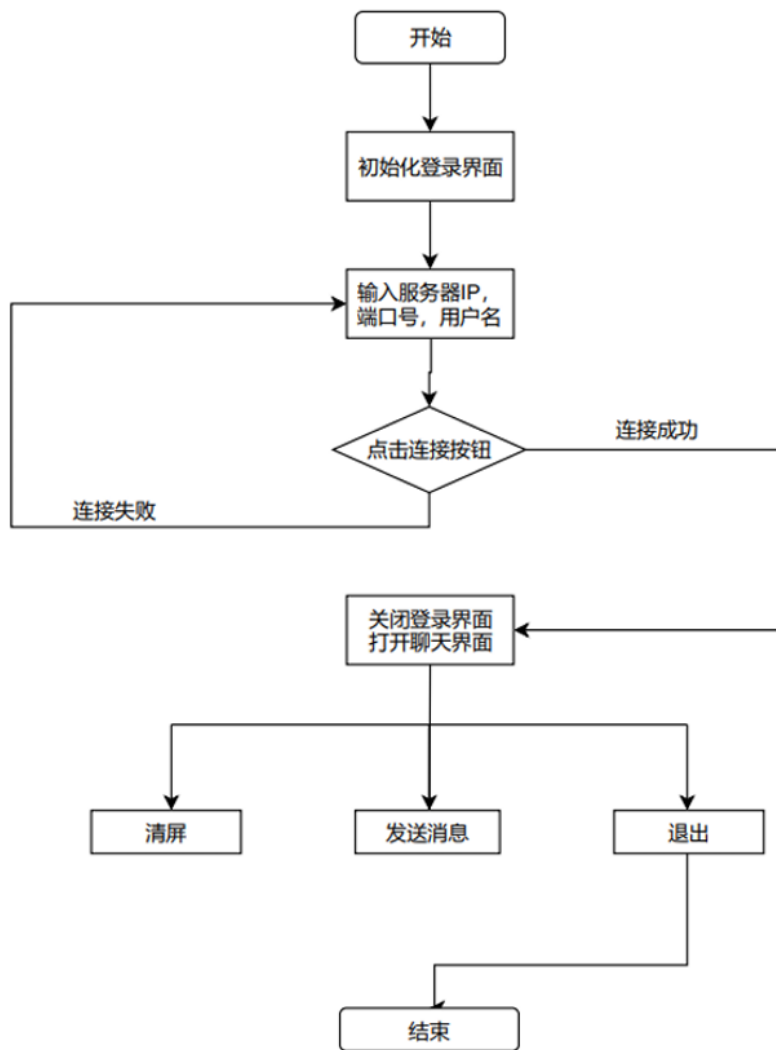 开始
初始化登录界面
输入服务器IP，
端口号，用户名
点击连接按钮
连接成功
连接失败
关闭登录界面
打开聊天界面
清屏
发送消息
退出
结束